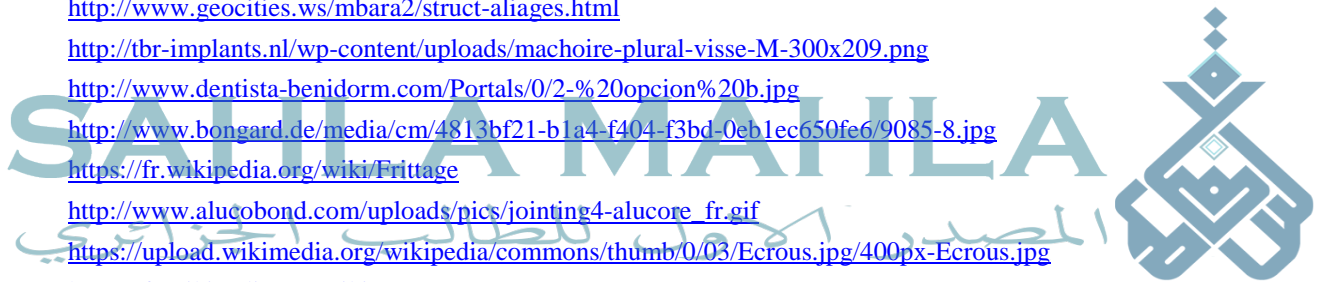 http://www.geocities.ws/mbara2/struct-aliages.html
http://tbr-implants.nl/wp-content/uploads/machoire-plural-visse-M-300x209.png
http://www.dentista-benidorm.com/Portals/0/2-%20opcion%20b.jpg
http://www.bongard.de/media/cm/4813bf21-b1a4-f404-f3bd-0eb1ec650fe6/9085-8.jpg
SAHLA MAHLA
https://fr.wikipedia.org/wiki/Frittage
http://www.alucobond.com/uploads/pics/jointing4-alucore_fr.gif
المصدر الاول للطالب الجزائري
https://upload.wikimedia.org/wikipedia/commons/thumb/0/03/Ecrous.jpg/400px-Ecrous.jpg